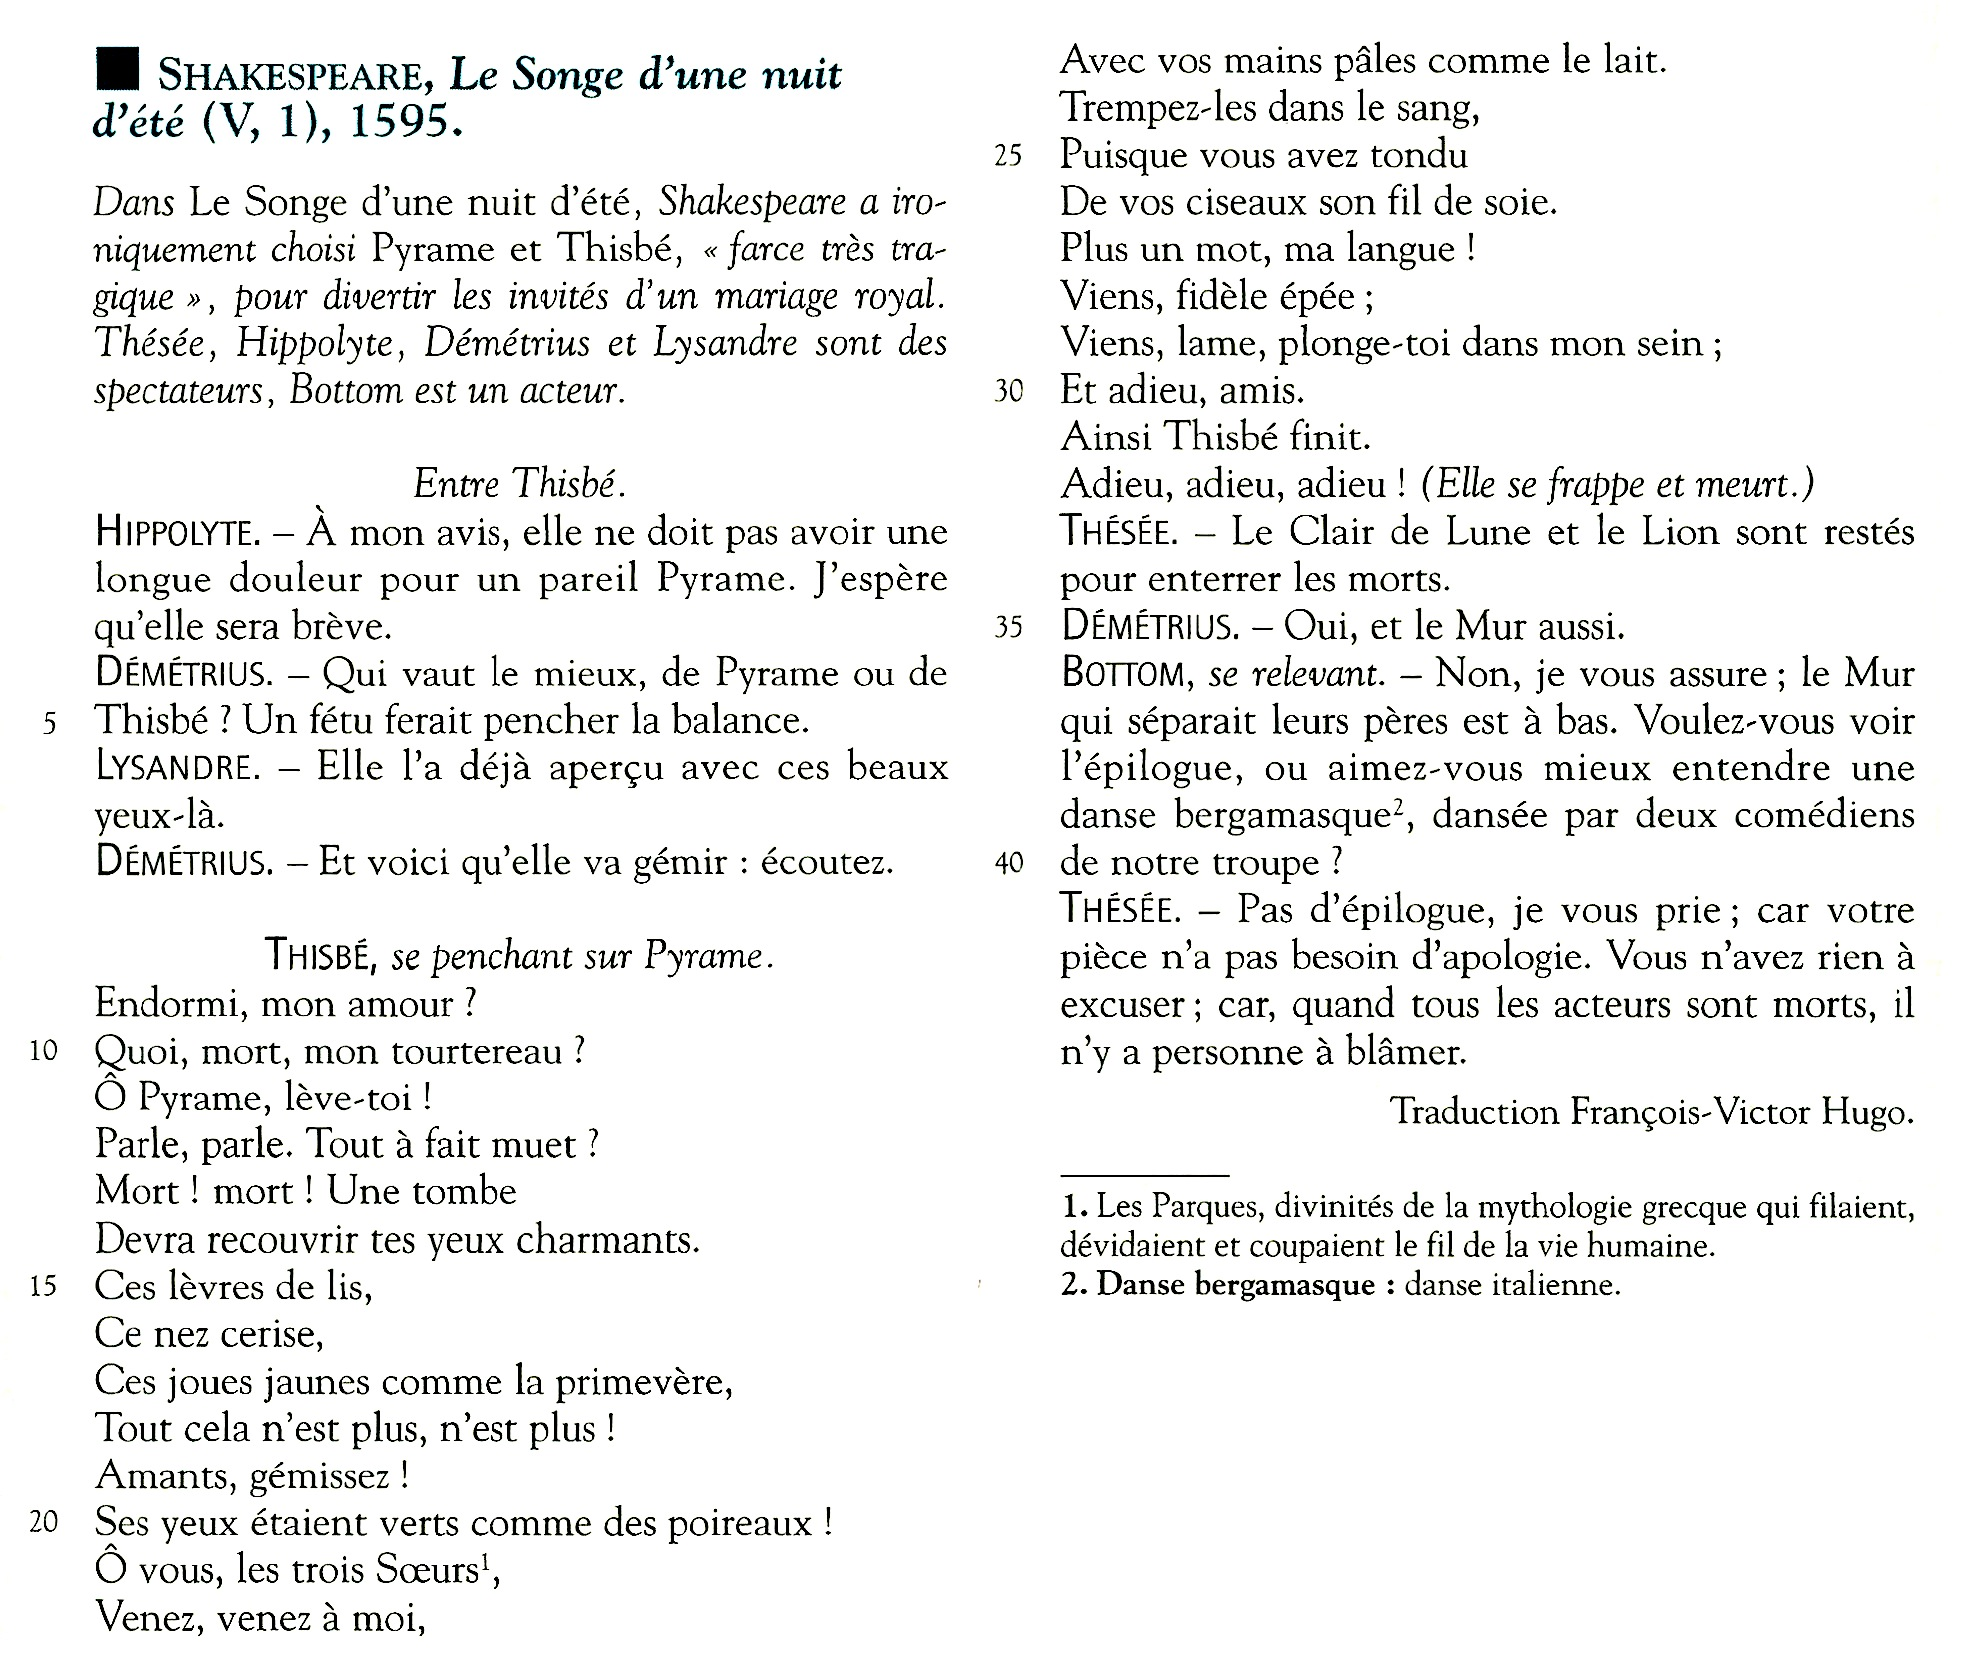 ■ SHAKESPEARE, Le Songe d'une nuit
d'été (V, 1), 1595.
Dans Le Songe d'une nuit d'été, Shakespeare a iro-
niquement choisi Pyrame et Thisbé, « farce très tra-
gique », pour divertir les invités d'un mariage royal.
Thésée, Hippolyte, Démétrius et Lysandre sont des
spectateurs, Bottom est un acteur.
Entre Thisbé.
HIPPOLYTE. – À mon avis, elle ne doit pas avoir une
longue douleur pour un pareil Pyrame. J'espère
qu'elle sera brève.
DÉMÉTRIUS. – Qui vaut le mieux, de Pyrame ou de
5 Thisbé ? Un fétu ferait pencher la balance.
LYSANDRE. – Elle l'a déjà aperçu avec ces beaux
yeux-là.
DÉMÉTRIUS. – Et voici qu'elle va gémir : écoutez.
THISBÉ, se penchant sur Pyrame.
Endormi, mon amour ?
10 Quoi, mort, mon tourtereau ?
Ô Pyrame, lève-toi !
Parle, parle. Tout à fait muet ?
Mort ! mort ! Une tombe
Devra recouvrir tes yeux charmants.
15 Ces lèvres de lis,
Ce nez cerise,
Ces joues jaunes comme la primevère,
Tout cela n'est plus, n'est plus !
Amants, gémissez !
20 Ses yeux étaient verts comme des poireaux !
Ô vous, les trois Sœurs¹,
Venez, venez à moi,
Avec vos mains pâles comme le lait.
Trempez-les dans le sang,
25 Puisque vous avez tondu
De vos ciseaux son fil de soie.
Plus un mot, ma langue !
Viens, fidèle épée ;
Viens, lame, plonge-toi dans mon sein ;
30 Et adieu, amis.
Ainsi Thisbé finit.
Adieu, adieu, adieu ! (Elle se frappe et meurt.)
THÉSÉE. – Le Clair de Lune et le Lion sont restés
pour enterrer les morts.
35 DÉMÉTRIUS. – Oui, et le Mur aussi.
BOTTOM, se relevant. – Non, je vous assure ; le Mur
qui séparait leurs pères est à bas. Voulez-vous voir
l'épilogue, ou aimez-vous mieux entendre une
danse bergamasque², dansée par deux comédiens
40 de notre troupe ?
THÉSÉE. – Pas d'épilogue, je vous prie ; car votre
pièce n'a pas besoin d'apologie. Vous n'avez rien à
excuser ; car, quand tous les acteurs sont morts, il
n'y a personne à blâmer.
Traduction François-Victor Hugo.
1. Les Parques, divinités de la mythologie grecque qui filaient,
dévidaient et coupaient le fil de la vie humaine.
2. Danse bergamasque : danse italienne.